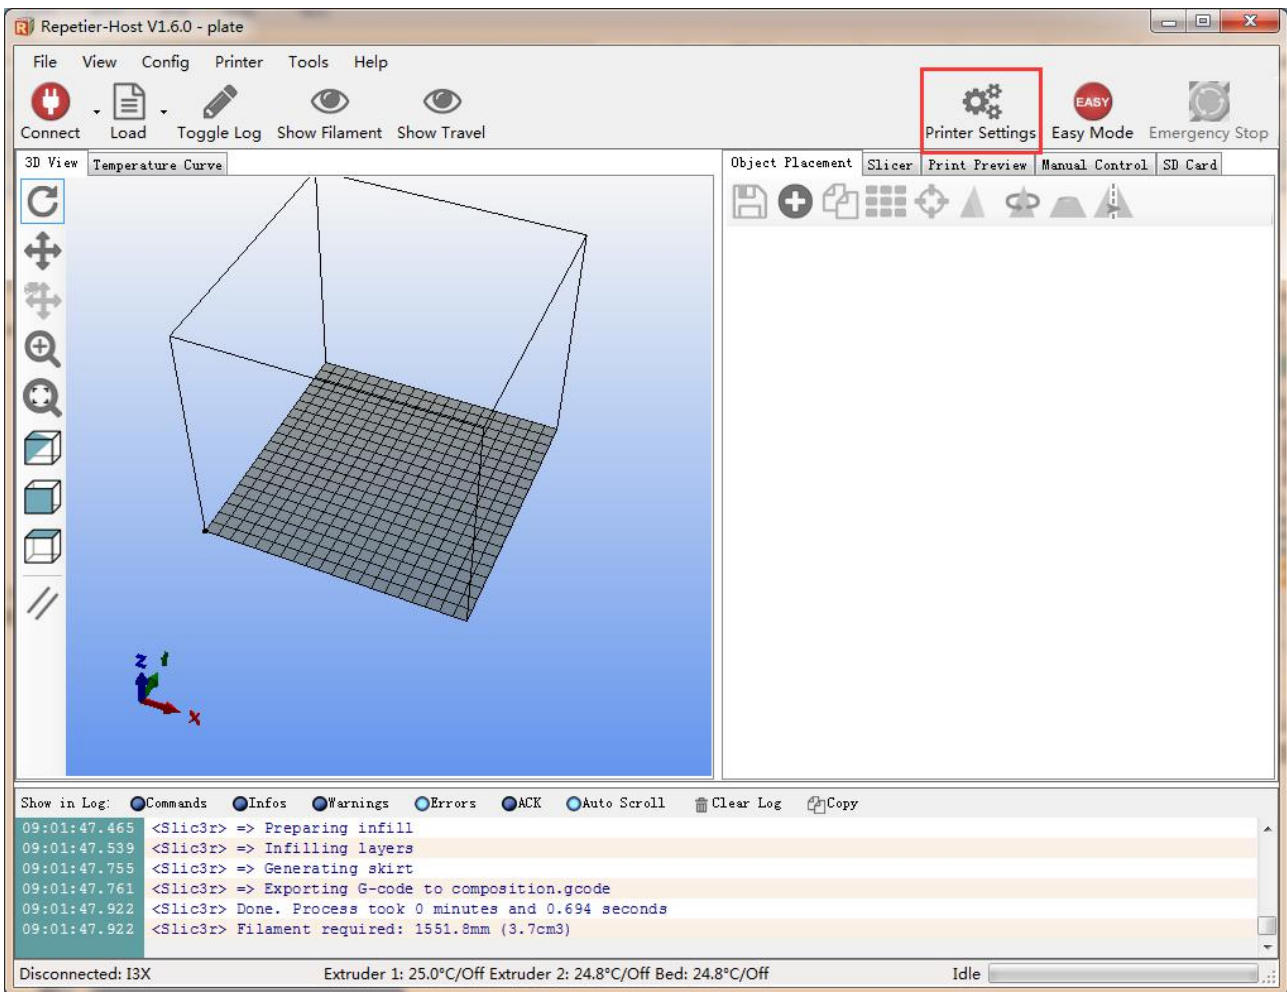 Repetier-Host V1.6.0 - plate
File View Config Printer Tools Help
EASY
Connect Load Toggle Log Show Filament Show Travel Printer Settings Easy Mode Emergency Stop
3D View Temperature Curve
Object Placement Slicer Print Preview Manual Control SD Card
Z Y
X
Show in Log: Commands Infos Warnings Errors ACK Auto Scroll Clear Log Copy
09:01:47.465 <Slic3r> => Preparing infill
09:01:47.539 <Slic3r> => Infilling layers
09:01:47.755 <Slic3r> => Generating skirt
09:01:47.761 <Slic3r> => Exporting G-code to composition.gcode
09:01:47.922 <Slic3r> Done. Process took 0 minutes and 0.694 seconds
09:01:47.922 <Slic3r> Filament required: 1551.8mm (3.7cm3)
Disconnected: I3X Extruder 1: 25.0°C/Off Extruder 2: 24.8°C/Off Bed: 24.8°C/Off Idle